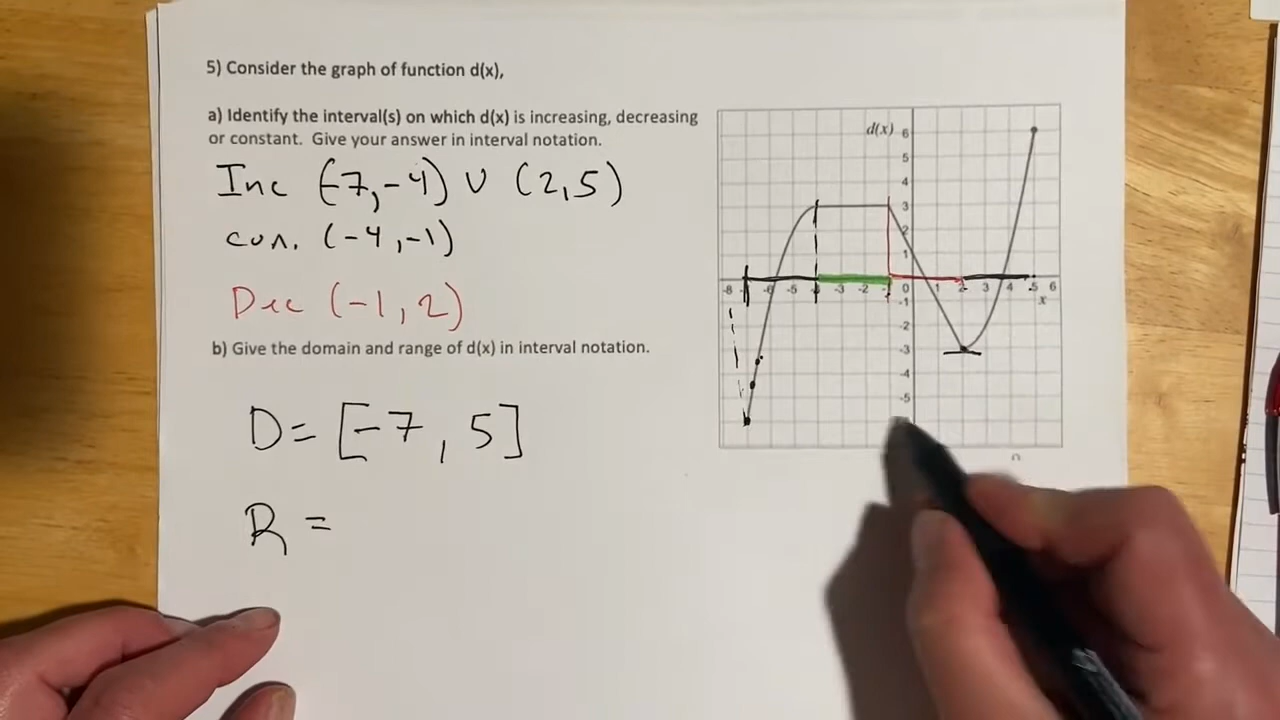 5) Consider the graph of function d(x),
a) Identify the interval(s) on which d(x) is increasing, decreasing
or constant. Give your answer in interval notation.
Inc (-7,-4) ∪ (2,5)
con. (-4,-1)
Dec (-1,2)
b) Give the domain and range of d(x) in interval notation.
D= [-7, 5]
R =
d(x)
6
5
4
3
2
1
-8 -6 -5 -3 -2 0 1 2 3 4 5 6
x
-1
-2
-3
-4
-5